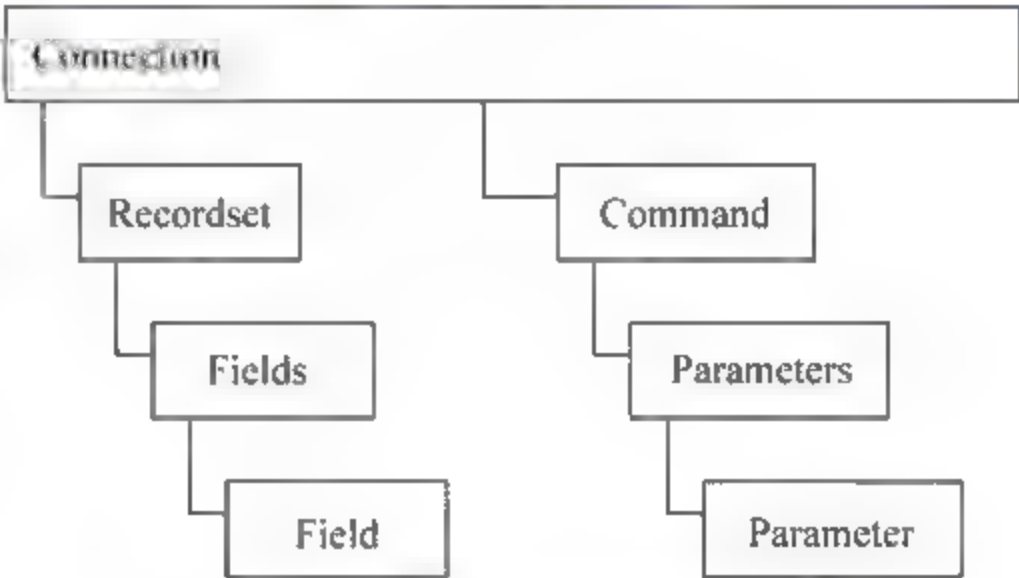 Connection
Recordset
Command
Fields
Parameters
Field
Parameter